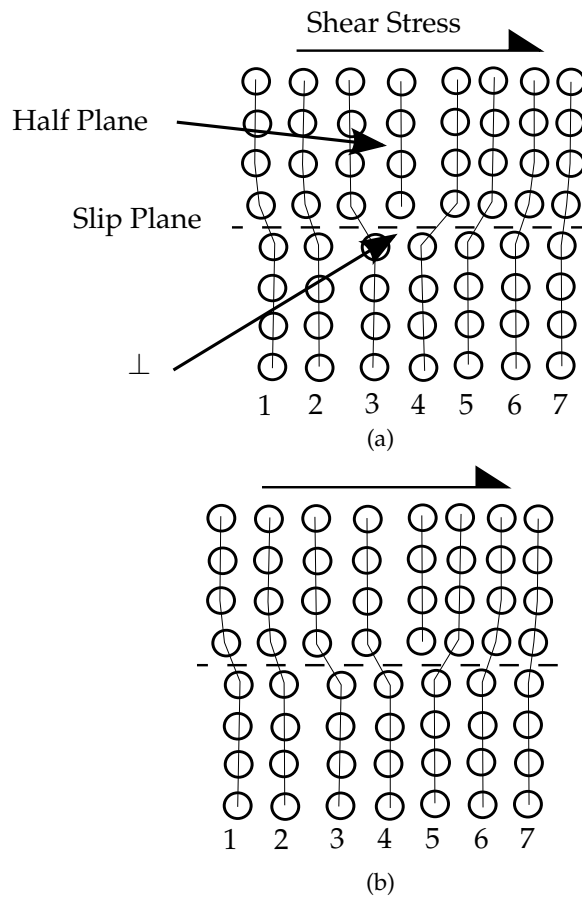 Shear Stress
Half Plane
Slip Plane
⊥
1 2 3 4 5 6 7
(a)
1 2 3 4 5 6 7
(b)